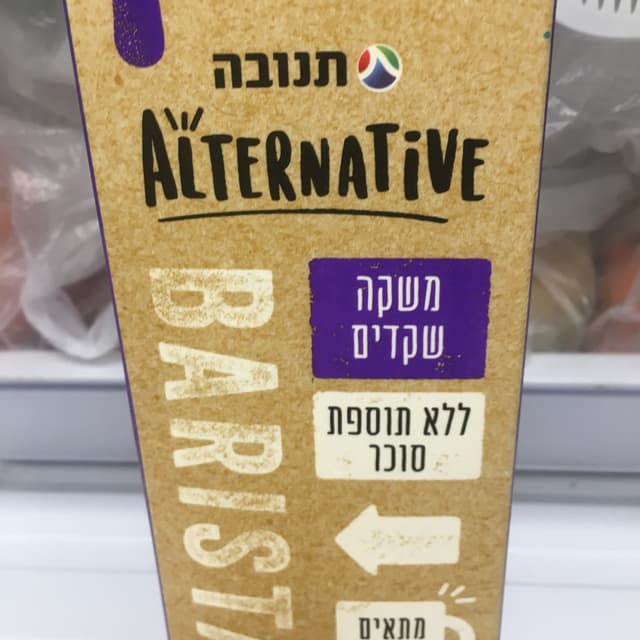 תנובה
ALTERNATIVE
BARISTA
משקה
שקדים
ללא תוספת
סוכר
מתאים